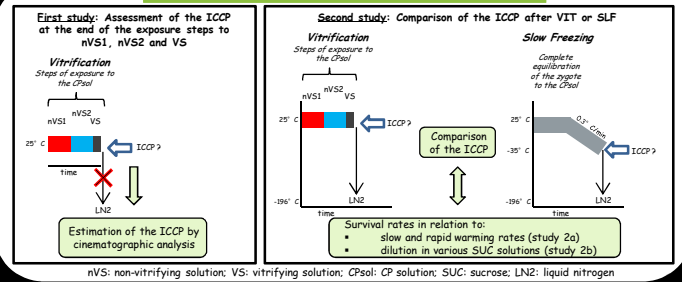 First study: Assessment of the ICCP
at the end of the exposure steps to
nVS1, nVS2 and VS
Vitrification
Steps of exposure to
the CPsol
nVS2
nVS1 VS
25° C
ICCP?
time
LN2
Estimation of the ICCP by
cinematographic analysis
Second study: Comparison of the ICCP after VIT or SLF
Vitrification
Steps of exposure to
the CPsol
nVS2
nVS1 VS
25° C
ICCP?
LN2
-196° C
time
Comparison
of the ICCP
Slow Freezing
Complete
equilibration
of the zygote
to the CPsol
25° C
0.3° C/min
-35° C
ICCP?
LN2
-196° C
time
Survival rates in relation to:
▪ slow and rapid warming rates (study 2a)
▪ dilution in various SUC solutions (study 2b)
nVS: non-vitrifying solution; VS: vitrifying solution; CPsol: CP solution; SUC: sucrose; LN2: liquid nitrogen